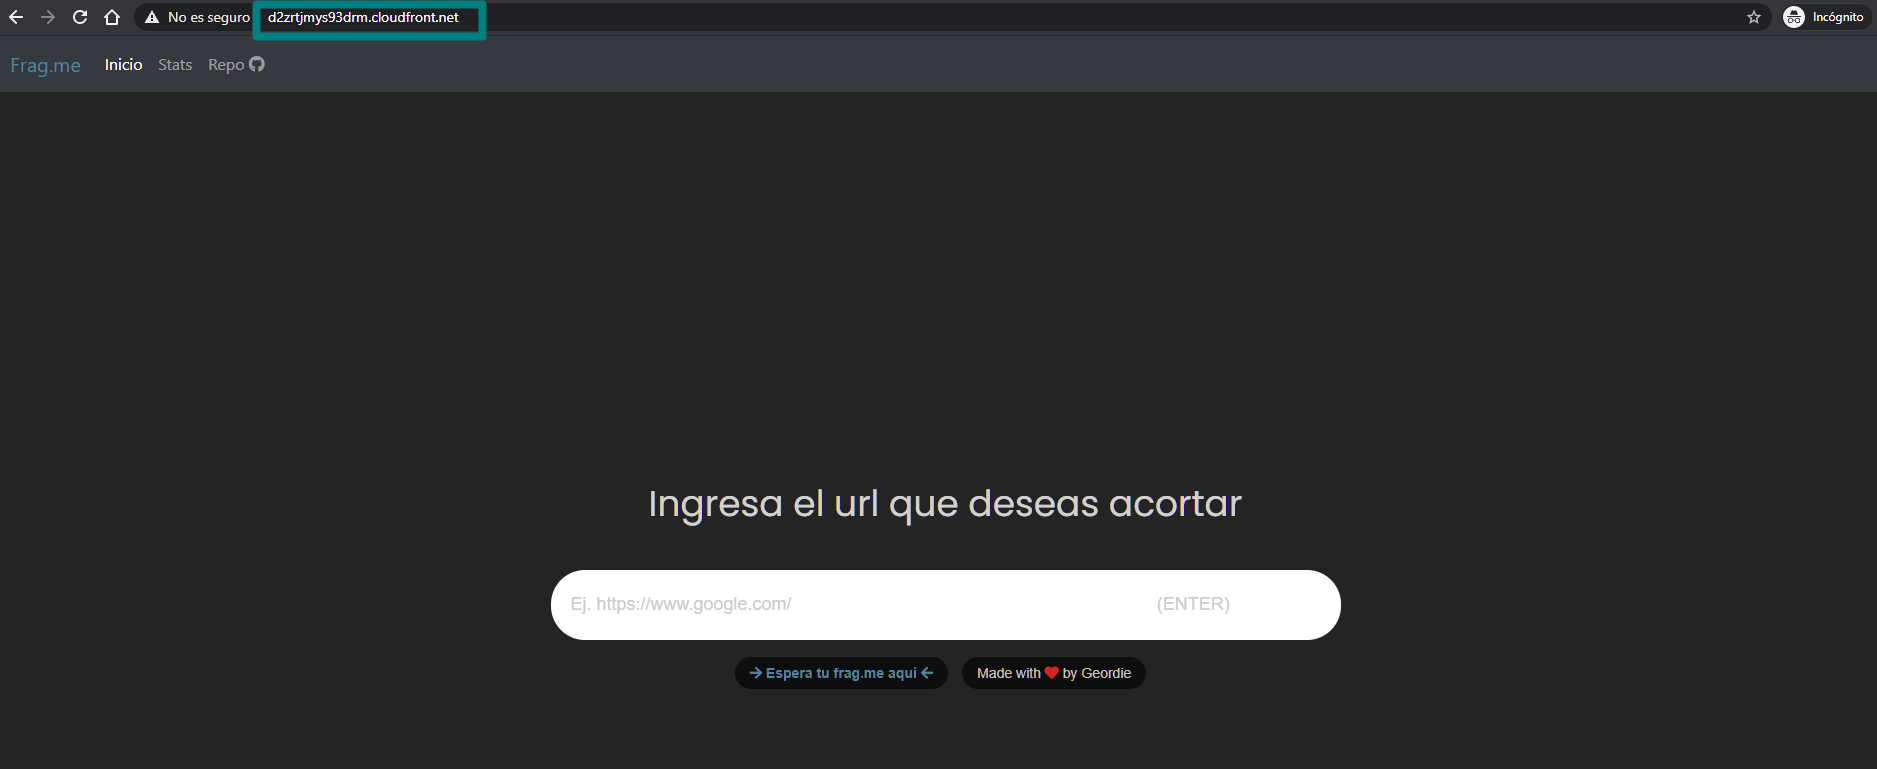 No es seguro d2zrtjmys93drm.cloudfront.net Incógnito
Frag.me Inicio Stats Repo
Ingresa el url que deseas acortar
Ej. https://www.google.com/ (ENTER)
Espera tu frag.me aquí Made with by Geordie